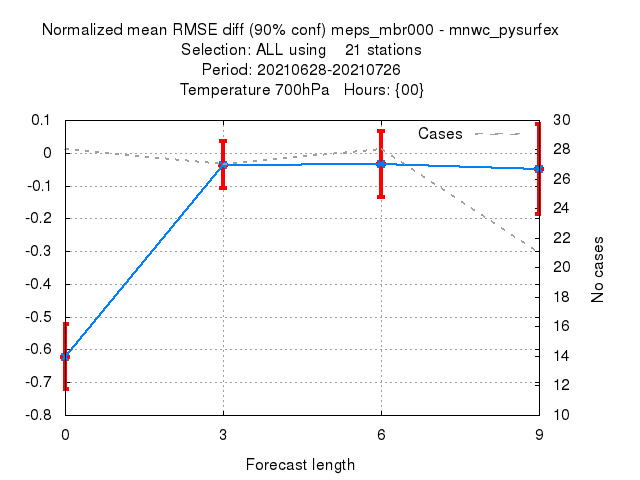 Normalized mean RMSE diff (90% conf) meps_mbr000 - mnwc_pysurfex
Selection: ALL using 21 stations
Period: 20210628-20210726
Temperature 700hPa Hours: {00}
Cases
0.1
0
-0.1
-0.2
-0.3
-0.4
-0.5
-0.6
-0.7
-0.8
30
28
26
24
22
20
18
16
14
12
10
No cases
0 3 6 9
Forecast length